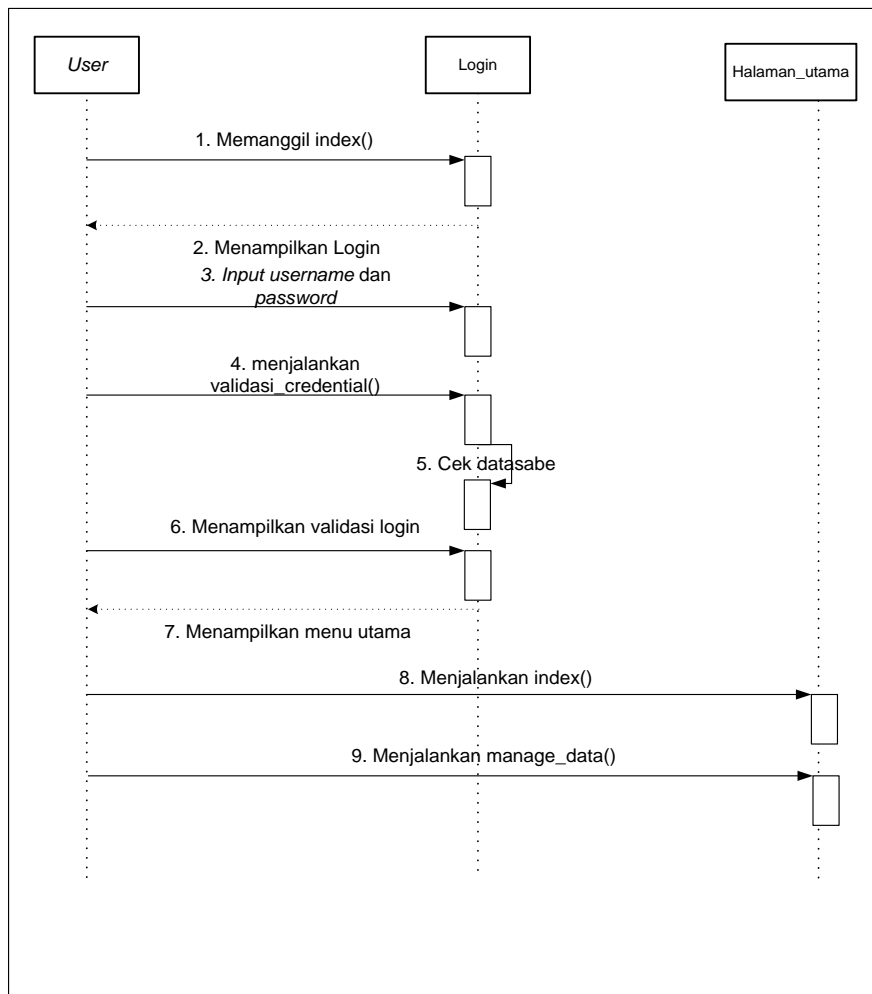 User
Login
Halaman_utama
1. Memanggil index()
2. Menampilkan Login
3. Input username dan
password
4. menjalankan
validasi_credential()
5. Cek datasabe
6. Menampilkan validasi login
7. Menampilkan menu utama
8. Menjalankan index()
9. Menjalankan manage_data()